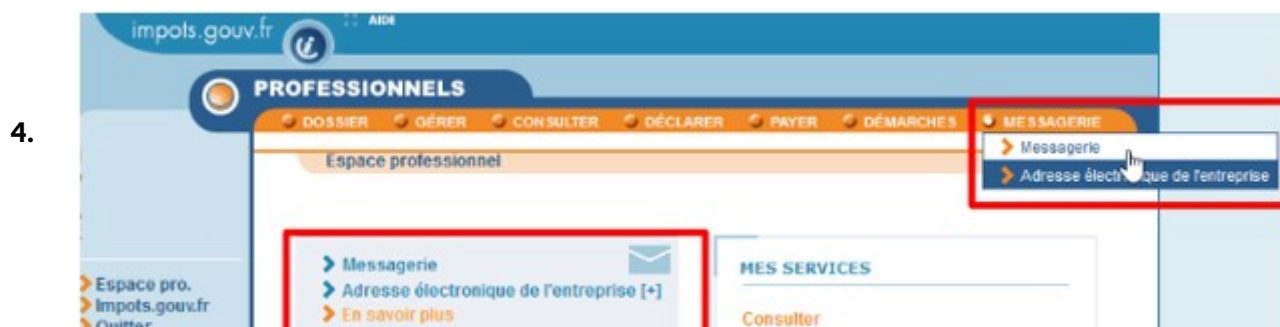 impots.gouv.fr
AIDE
PROFESSIONNELS
4.
DOSSIER GÉRER CONSULTER DÉCLARER PAYER DÉMARCHES MESSAGERIE
Messagerie
Espace professionnel
Adresse électronique de l'entreprise
Messagerie
MES SERVICES
Espace pro.
Adresse électronique de l'entreprise [+]
Impots.gouv.fr
En savoir plus
Consulter
Quitter